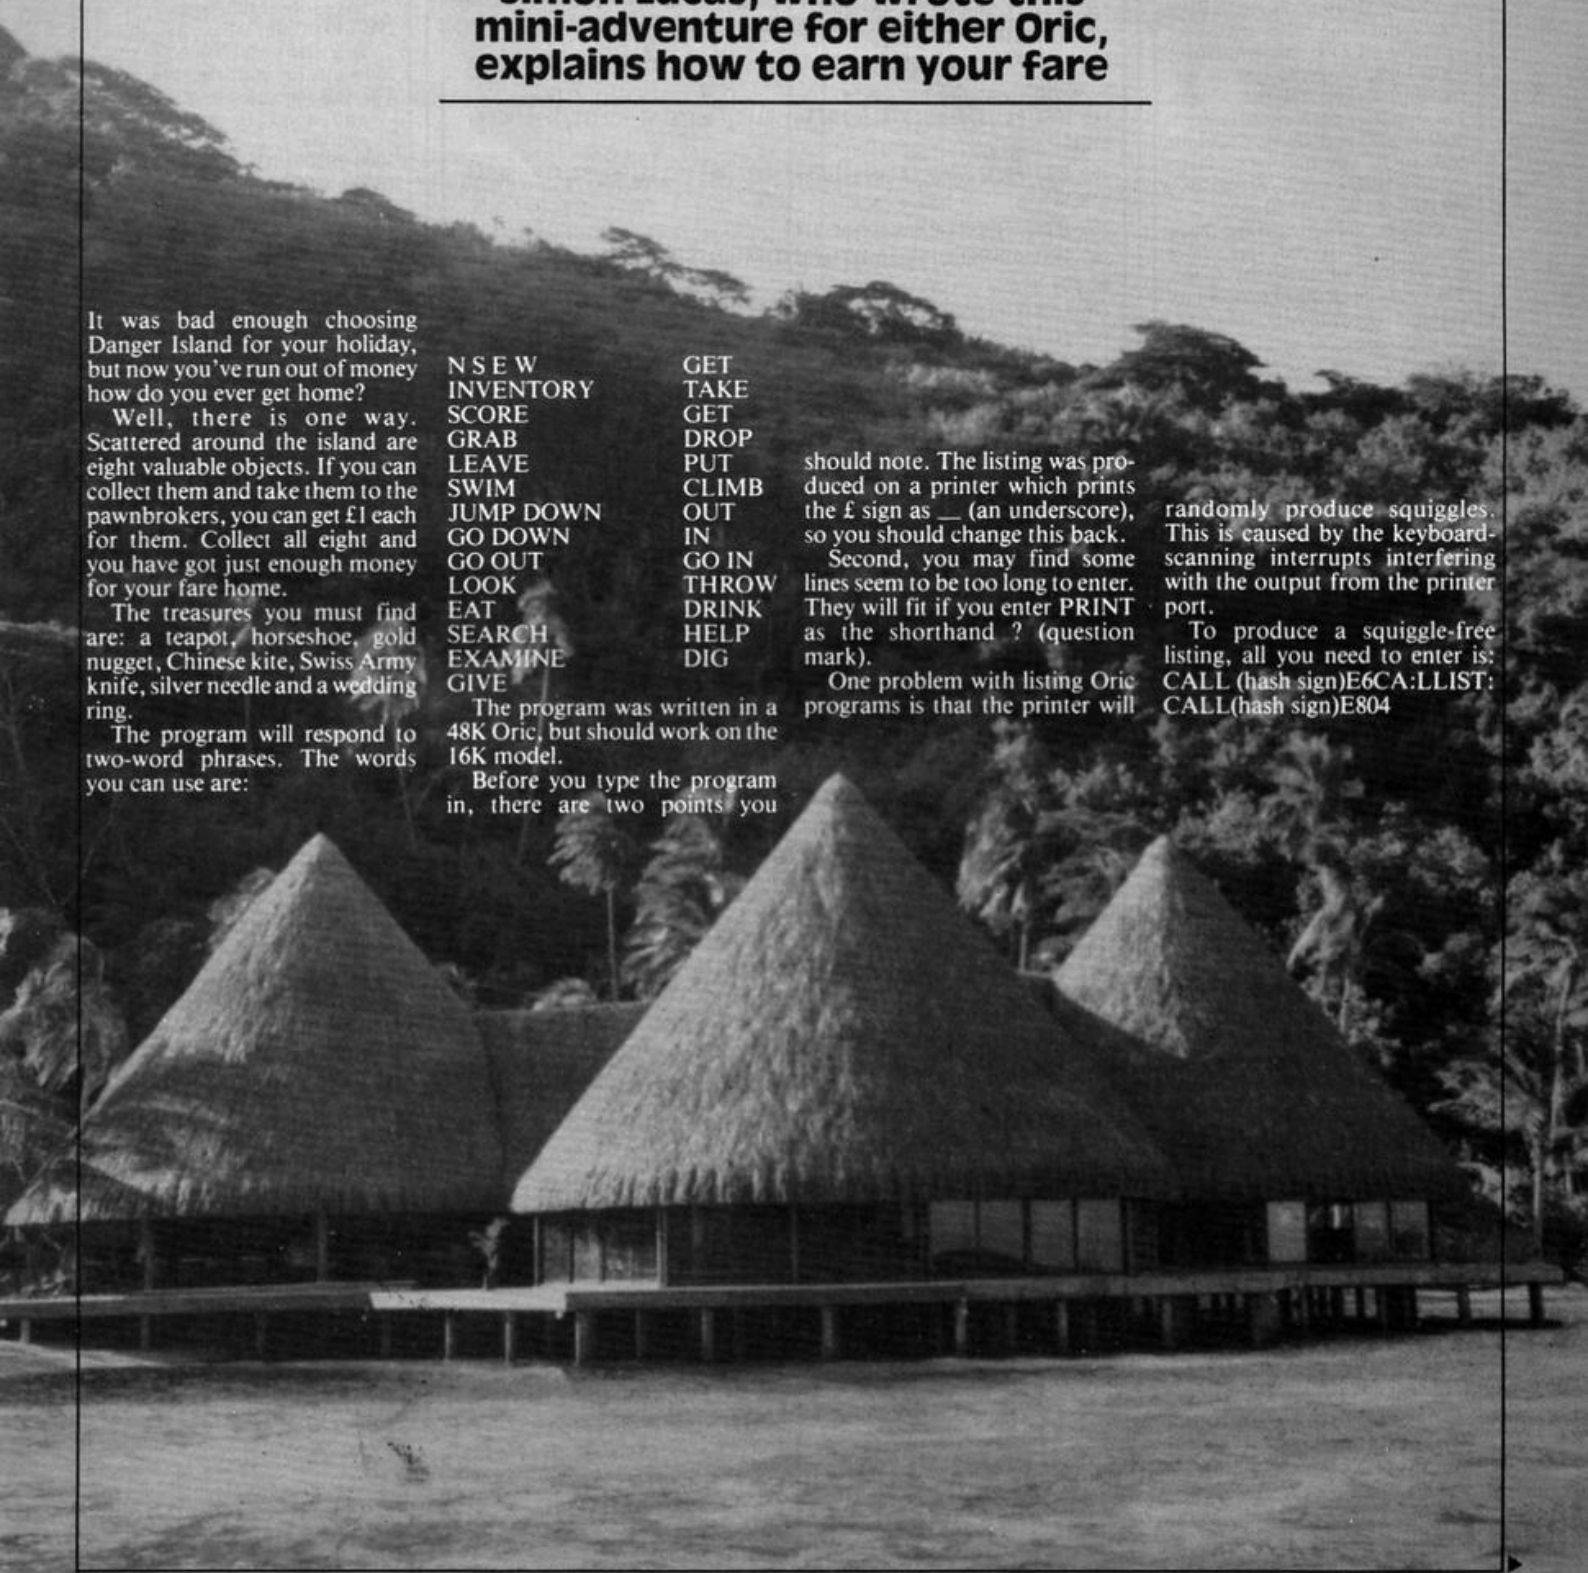 Simon Lucas, who wrote this
mini-adventure for either Oric,
explains how to earn your fare
It was bad enough choosing
Danger Island for your holiday,
but now you've run out of money
how do you ever get home?
Well, there is one way.
Scattered around the island are
eight valuable objects. If you can
collect them and take them to the
pawnbrokers, you can get £1 each
for them. Collect all eight and
you have got just enough money
for your fare home.
The treasures you must find
are: a teapot, horseshoe, gold
nugget, Chinese kite, Swiss Army
knife, silver needle and a wedding
ring.
The program will respond to
two-word phrases. The words
you can use are:
N S E W GET
INVENTORY TAKE
SCORE GET
GRAB DROP
LEAVE PUT
SWIM CLIMB
JUMP DOWN OUT
GO DOWN IN
GO OUT GO IN
LOOK THROW
EAT DRINK
SEARCH HELP
EXAMINE DIG
GIVE
The program was written in a
48K Oric, but should work on the
16K model.
Before you type the program
in, there are two points you
should note. The listing was pro-
duced on a printer which prints
the £ sign as __ (an underscore),
so you should change this back.
Second, you may find some
lines seem to be too long to enter.
They will fit if you enter PRINT
as the shorthand ? (question
mark).
One problem with listing Oric
programs is that the printer will
randomly produce squiggles.
This is caused by the keyboard-
scanning interrupts interfering
with the output from the printer
port.
To produce a squiggle-free
listing, all you need to enter is:
CALL (hash sign)E6CA:LLIST:
CALL(hash sign)E804